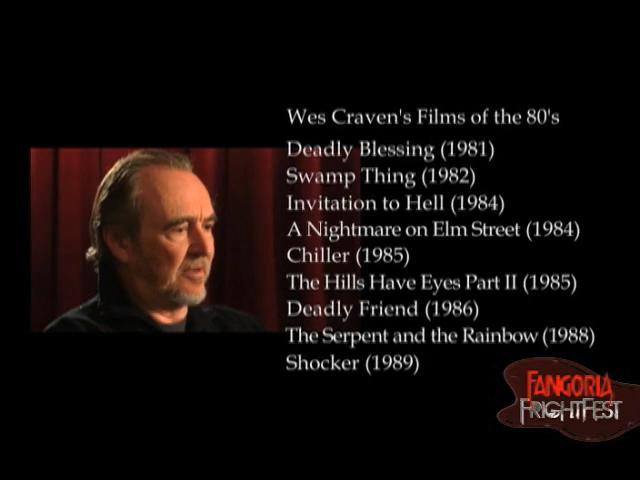 Wes Craven's Films of the 80's
Deadly Blessing (1981)
Swamp Thing (1982)
Invitation to Hell (1984)
A Nightmare on Elm Street (1984)
Chiller (1985)
The Hills Have Eyes Part II (1985)
Deadly Friend (1986)
The Serpent and the Rainbow (1988)
Shocker (1989)
FANGORIA
FRIGHTFEST